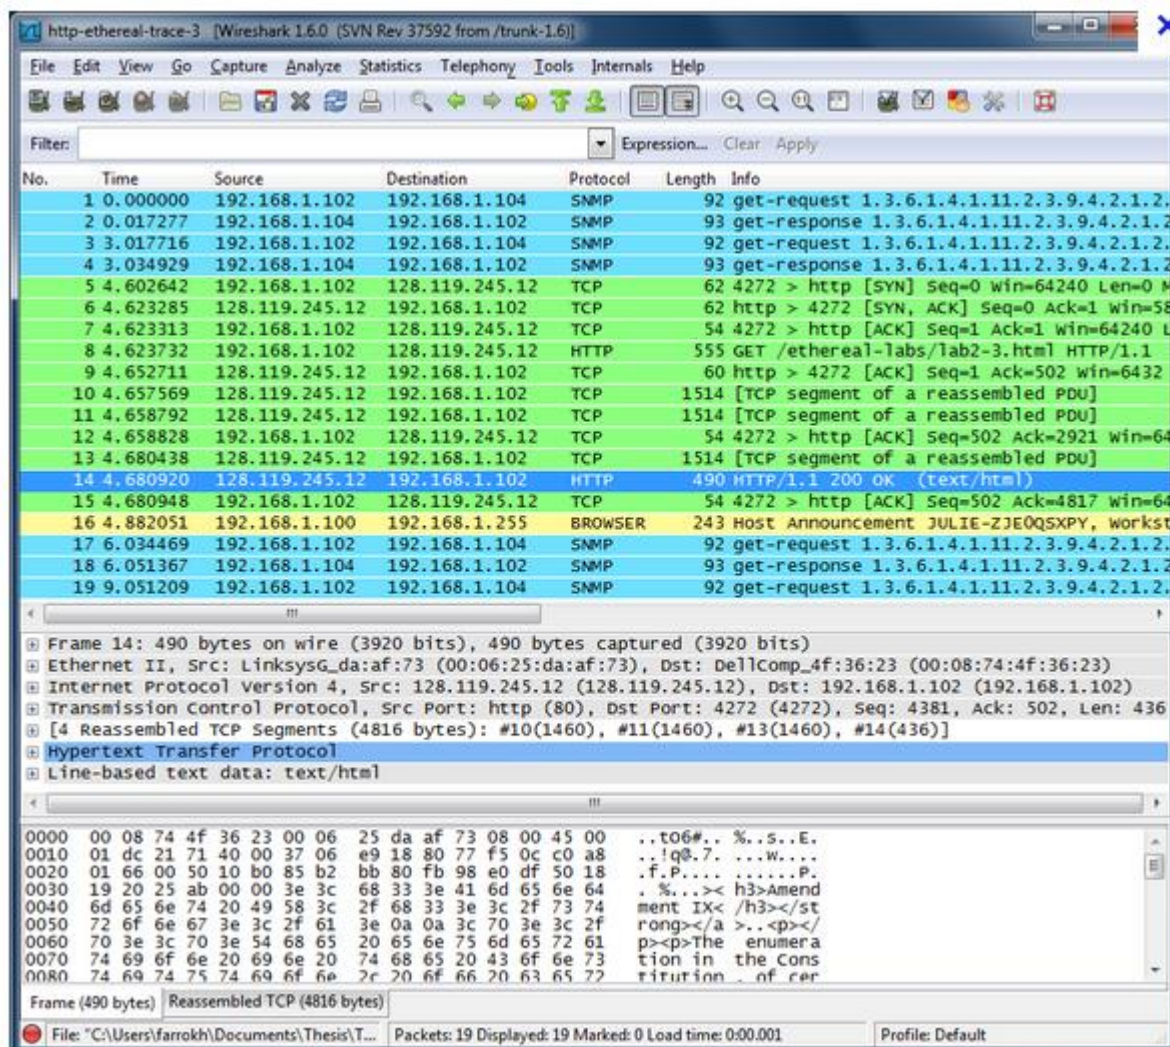 http-ethereal-trace-3 [Wireshark 1.6.0 (SVN Rev 37592 from /trunk-1.6)]
File Edit View Go Capture Analyze Statistics Telephony Tools Internals Help
Filter: Expression... Clear Apply
No. Time Source Destination Protocol Length Info
1 0.000000 192.168.1.102 192.168.1.104 SNMP 92 get-request 1.3.6.1.4.1.11.2.3.9.4.2.1.2.
2 0.017277 192.168.1.104 192.168.1.102 SNMP 93 get-response 1.3.6.1.4.1.11.2.3.9.4.2.1.2
3 3.017716 192.168.1.102 192.168.1.104 SNMP 92 get-request 1.3.6.1.4.1.11.2.3.9.4.2.1.2.
4 3.034929 192.168.1.104 192.168.1.102 SNMP 93 get-response 1.3.6.1.4.1.11.2.3.9.4.2.1.2
5 4.602642 192.168.1.102 128.119.245.12 TCP 62 4272 > http [SYN] Seq=0 Win=64240 Len=0 M
6 4.623285 128.119.245.12 192.168.1.102 TCP 62 http > 4272 [SYN, ACK] Seq=0 Ack=1 Win=58
7 4.623313 192.168.1.102 128.119.245.12 TCP 54 4272 > http [ACK] Seq=1 Ack=1 Win=64240 L
8 4.623732 192.168.1.102 128.119.245.12 HTTP 555 GET /ethereal-labs/lab2-3.html HTTP/1.1
9 4.652711 128.119.245.12 192.168.1.102 TCP 60 http > 4272 [ACK] Seq=1 Ack=502 Win=6432
10 4.657569 128.119.245.12 192.168.1.102 TCP 1514 [TCP segment of a reassembled PDU]
11 4.658792 128.119.245.12 192.168.1.102 TCP 1514 [TCP segment of a reassembled PDU]
12 4.658828 192.168.1.102 128.119.245.12 TCP 54 4272 > http [ACK] Seq=502 Ack=2921 Win=64
13 4.680438 128.119.245.12 192.168.1.102 TCP 1514 [TCP segment of a reassembled PDU]
14 4.680920 128.119.245.12 192.168.1.102 HTTP 490 HTTP/1.1 200 OK (text/html)
15 4.680948 192.168.1.102 128.119.245.12 TCP 54 4272 > http [ACK] Seq=502 Ack=4817 Win=64
16 4.882051 192.168.1.100 192.168.1.255 BROWSER 243 Host Announcement JULIE-ZJE0QSXPY, Workst
17 6.034469 192.168.1.102 192.168.1.104 SNMP 92 get-request 1.3.6.1.4.1.11.2.3.9.4.2.1.2.
18 6.051367 192.168.1.104 192.168.1.102 SNMP 93 get-response 1.3.6.1.4.1.11.2.3.9.4.2.1.2
19 9.051209 192.168.1.102 192.168.1.104 SNMP 92 get-request 1.3.6.1.4.1.11.2.3.9.4.2.1.2.
Frame 14: 490 bytes on wire (3920 bits), 490 bytes captured (3920 bits)
Ethernet II, Src: LinksysG_da:af:73 (00:06:25:da:af:73), Dst: DellComp_4f:36:23 (00:08:74:4f:36:23)
Internet Protocol Version 4, Src: 128.119.245.12 (128.119.245.12), Dst: 192.168.1.102 (192.168.1.102)
Transmission Control Protocol, Src Port: http (80), Dst Port: 4272 (4272), Seq: 4381, Ack: 502, Len: 436
[4 Reassembled TCP Segments (4816 bytes): #10(1460), #11(1460), #13(1460), #14(436)]
Hypertext Transfer Protocol
Line-based text data: text/html
0000 00 08 74 4f 36 23 00 06 25 da af 73 08 00 45 00 ..tO6#.. %..s..E.
0010 01 dc 21 71 40 00 37 06 e9 18 80 77 f5 0c c0 a8 ..!q@.7. ...w....
0020 01 66 00 50 10 b0 85 b2 bb 80 fb 98 e0 df 50 18 .f.P.... ......P.
0030 19 20 25 ab 00 00 3e 3c 68 33 3e 41 6d 65 6e 64 . %...>< h3>Amend
0040 6d 65 6e 74 20 49 58 3c 2f 68 33 3e 3c 2f 73 74 ment IX< /h3></st
0050 72 6f 6e 67 3e 3c 2f 61 3e 0a 0a 3c 70 3e 3c 2f rong></a >..<p></
0060 70 3e 3c 70 3e 54 68 65 20 65 6e 75 6d 65 72 61 p><p>The enumera
0070 74 69 6f 6e 20 69 6e 20 74 68 65 20 43 6f 6e 73 tion in the Cons
0080 74 69 74 75 74 69 6f 6e 2c 20 6f 66 20 63 65 72 titution , of cer
Frame (490 bytes) Reassembled TCP (4816 bytes)
File: "C:\Users\farrokh\Documents\Thesis\T... Packets: 19 Displayed: 19 Marked: 0 Load time: 0:00.001 Profile: Default